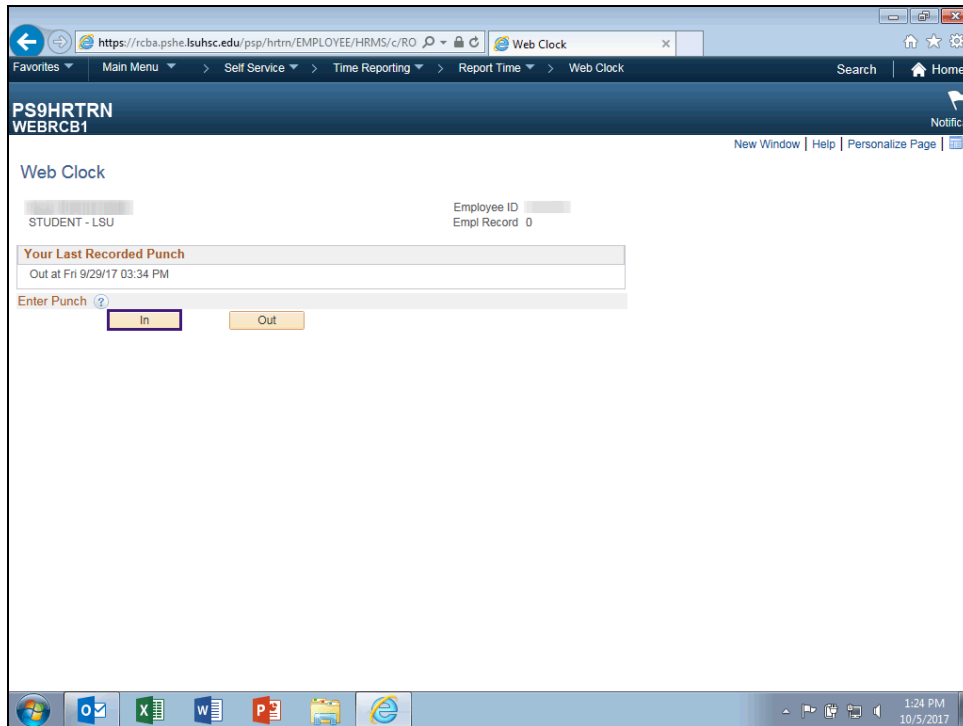 https://rcba.pshe.lsuhsc.edu/psp/hrtrn/EMPLOYEE/HRMS/c/RO
Web Clock
Favorites Main Menu > Self Service > Time Reporting > Report Time > Web Clock Search Home
PS9HRTRN
WEBRCB1
Notific
New Window | Help | Personalize Page |
Web Clock
Employee ID
STUDENT - LSU Empl Record 0
Your Last Recorded Punch
Out at Fri 9/29/17 03:34 PM
Enter Punch ?
In Out
1:24 PM
10/5/2017